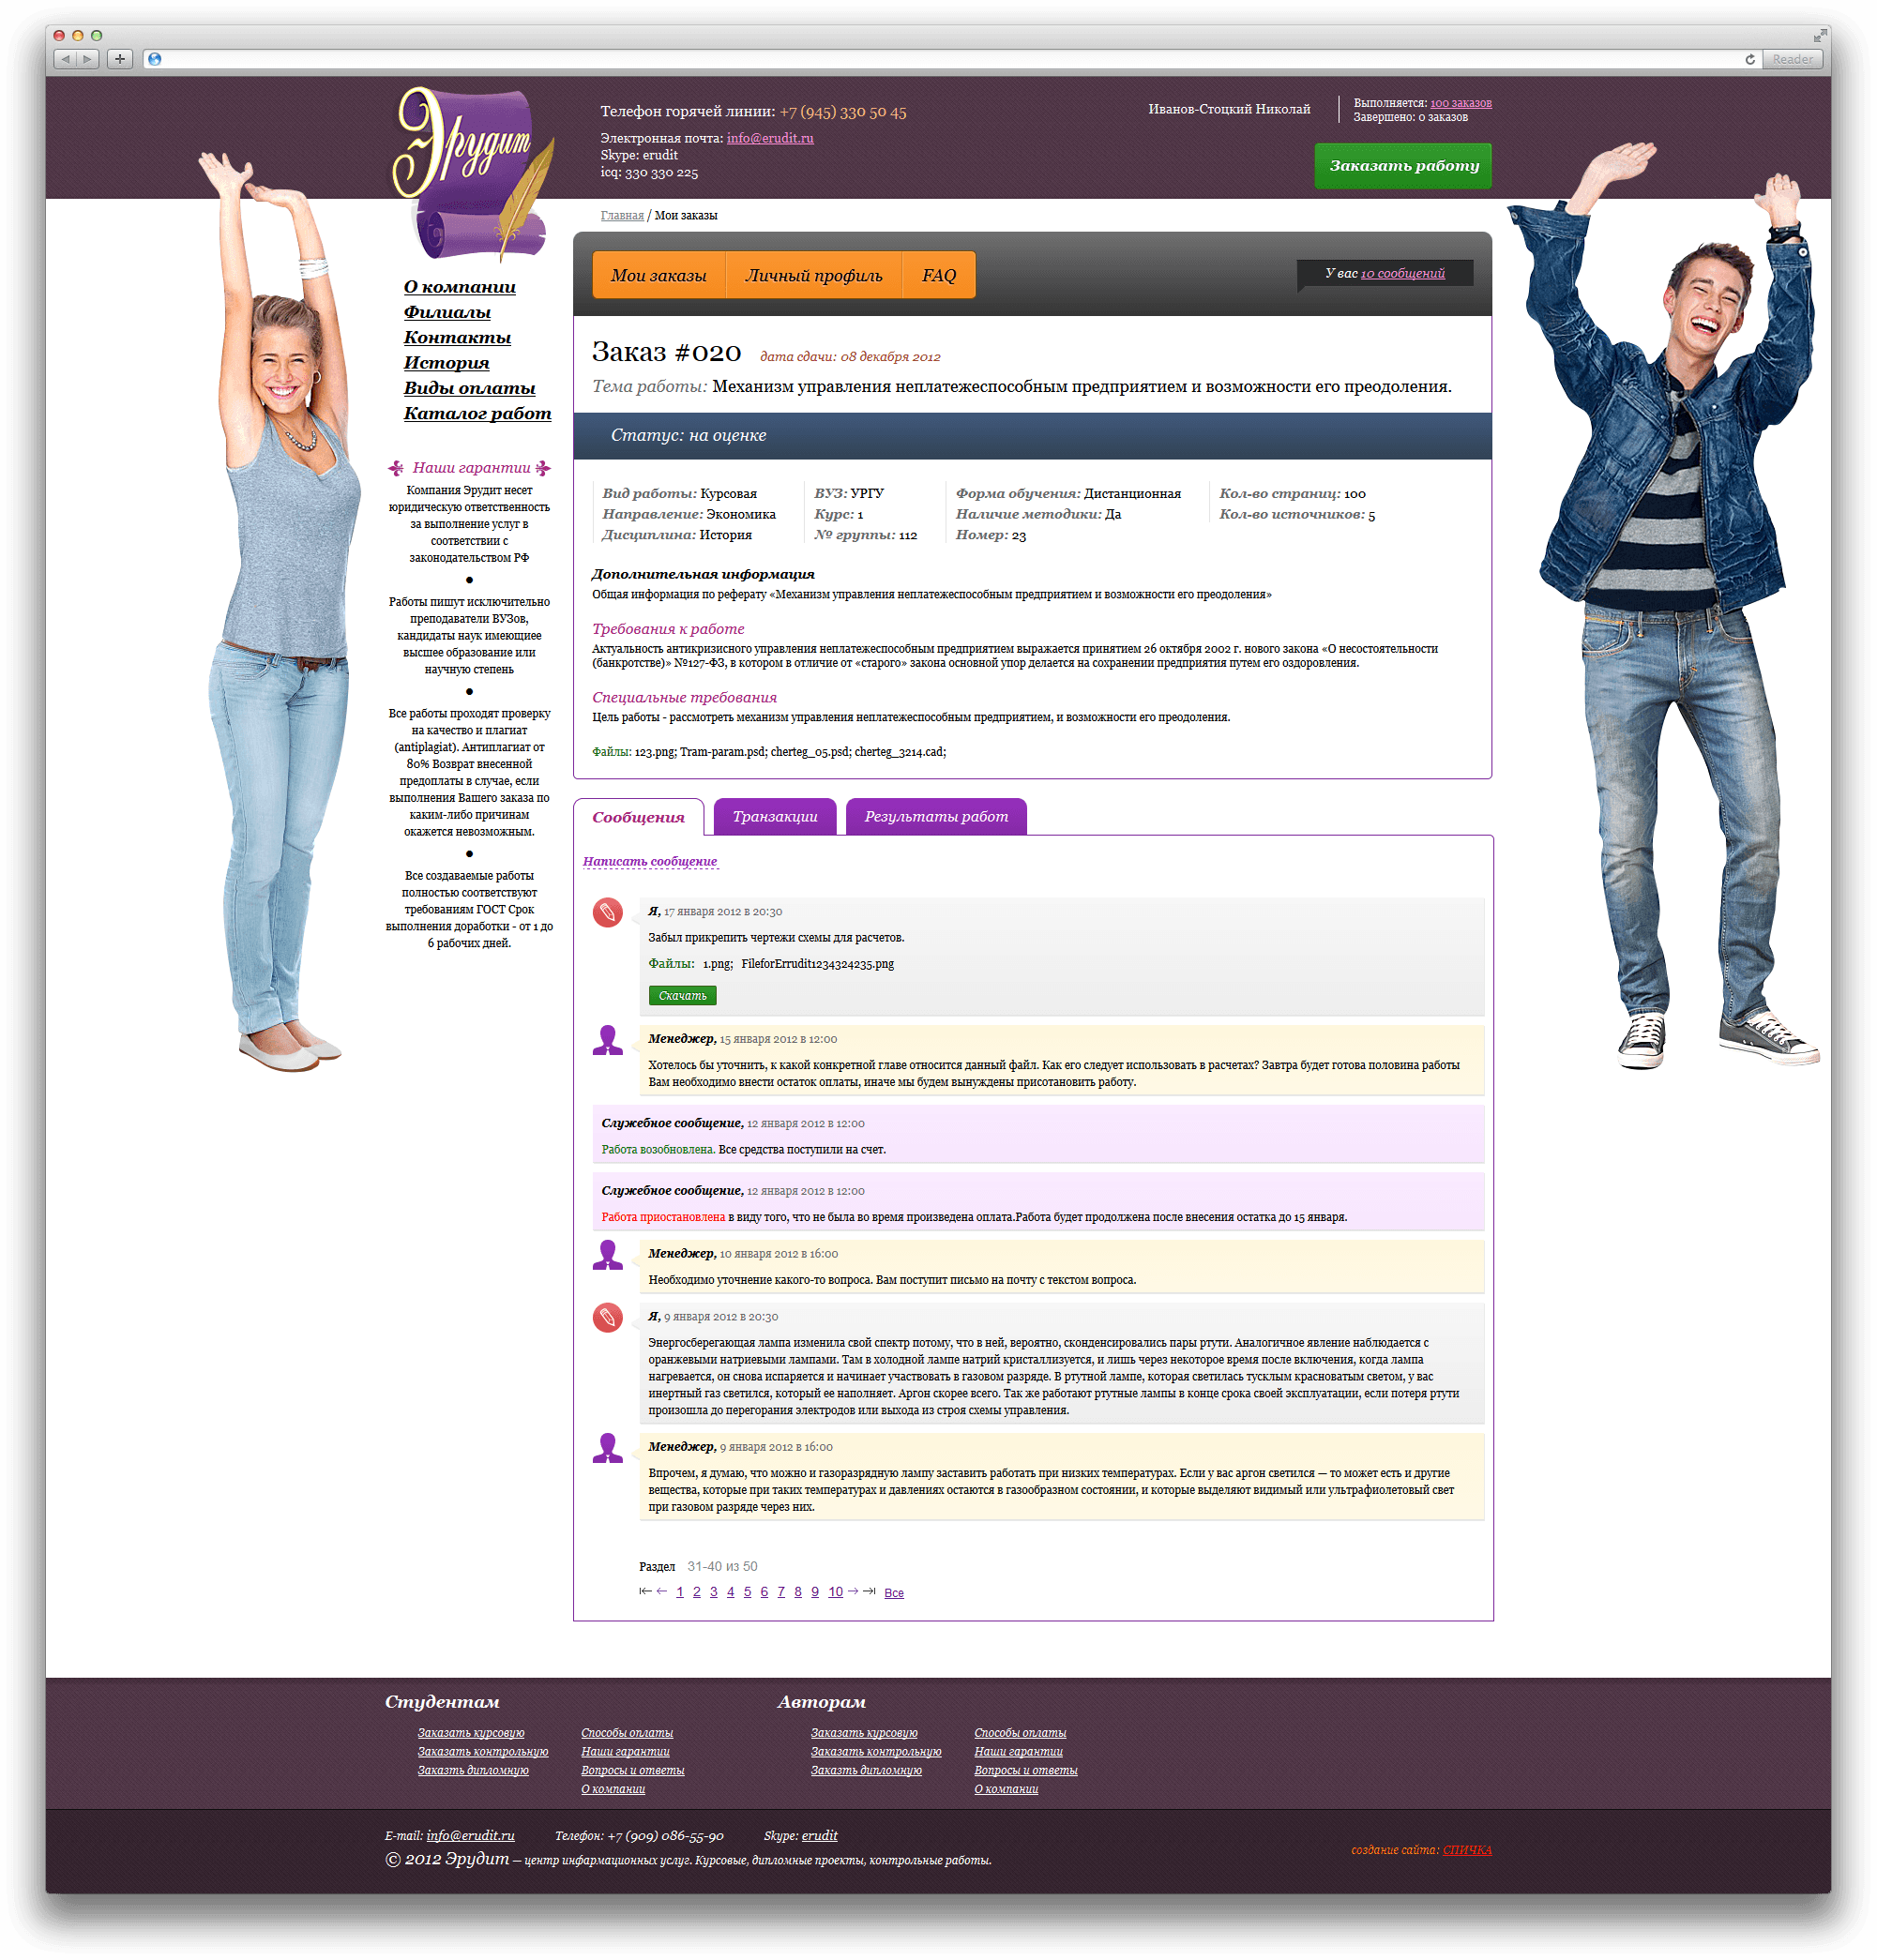 Reader
Эрудит
Телефон горячей линии: +7 (945) 330 50 45
Электронная почта: info@erudit.ru
Skype: erudit
icq: 330 330 225
Иванов-Стоцкий Николай
Выполняется: 100 заказов
Завершено: 0 заказов
Заказать работу
Главная / Мои заказы
О компании
Филиалы
Контакты
История
Виды оплаты
Каталог работ
Наши гарантии
Компания Эрудит несет
юридическую ответственность
за выполнение услуг в
соответствии с
законодательством РФ
Работы пишут исключительно
преподаватели ВУЗов,
кандидаты наук имеющиее
высшее образование или
научную степень
Все работы проходят проверку
на качество и плагиат
(antiplagiat). Антиплагиат от
80% Возврат внесенной
предоплаты в случае, если
выполнения Вашего заказа по
каким-либо причинам
окажется невозможным.
Все создаваемые работы
полностью соответствуют
требованиям ГОСТ Срок
выполнения доработки - от 1 до
6 рабочих дней.
Мои заказы
Личный профиль
FAQ
У вас 10 сообщений
Заказ #020 дата сдачи: 08 декабря 2012
Тема работы: Механизм управления неплатежеспособным предприятием и возможности его преодоления.
Статус: на оценке
Вид работы: Курсовая
Направление: Экономика
Дисциплина: История
ВУЗ: УРГУ
Курс: 1
№ группы: 112
Форма обучения: Дистанционная
Наличие методики: Да
Номер: 23
Кол-во страниц: 100
Кол-во источников: 5
Дополнительная информация
Общая информация по реферату «Механизм управления неплатежеспособным предприятием и возможности его преодоления»
Требования к работе
Актуальность антикризисного управления неплатежеспособным предприятием выражается принятием 26 октября 2002 г. нового закона «О несостоятельности
(банкротстве)» №127-ФЗ, в котором в отличие от «старого» закона основной упор делается на сохранении предприятия путем его оздоровления.
Специальные требования
Цель работы - рассмотреть механизм управления неплатежеспособным предприятием, и возможности его преодоления.
Файлы: 123.png; Tram-param.psd; cherteg_05.psd; cherteg_3214.cad;
Сообщения
Транзакции
Результаты работ
Написать сообщение
Я, 17 января 2012 в 20:30
Забыл прикрепить чертежи схемы для расчетов.
Файлы: 1.png; FileforErrudit1234324235.png
Скачать
Менеджер, 15 января 2012 в 12:00
Хотелось бы уточнить, к какой конкретной главе относится данный файл. Как его следует использовать в расчетах? Завтра будет готова половина работы
Вам необходимо внести остаток оплаты, иначе мы будем вынуждены присотановить работу.
Служебное сообщение, 12 января 2012 в 12:00
Работа возобновлена. Все средства поступили на счет.
Служебное сообщение, 12 января 2012 в 12:00
Работа приостановлена в виду того, что не была во время произведена оплата.Работа будет продолжена после внесения остатка до 15 января.
Менеджер, 10 января 2012 в 16:00
Необходимо уточнение какого-то вопроса. Вам поступит письмо на почту с текстом вопроса.
Я, 9 января 2012 в 20:30
Энергосберегающая лампа изменила свой спектр потому, что в ней, вероятно, сконденсировались пары ртути. Аналогичное явление наблюдается с
оранжевыми натриевыми лампами. Там в холодной лампе натрий кристаллизуется, и лишь через некоторое время после включения, когда лампа
нагревается, он снова испаряется и начинает участвовать в газовом разряде. В ртутной лампе, которая светилась тусклым красноватым светом, у вас
инертный газ светился, который ее наполняет. Аргон скорее всего. Так же работают ртутные лампы в конце срока своей эксплуатации, если потеря ртути
произошла до перегорания электродов или выхода из строя схемы управления.
Менеджер, 9 января 2012 в 16:00
Впрочем, я думаю, что можно и газоразрядную лампу заставить работать при низких температурах. Если у вас аргон светился — то может есть и другие
вещества, которые при таких температурах и давлениях остаются в газообразном состоянии, и которые выделяют видимый или ультрафиолетовый свет
при газовом разряде через них.
Раздел 31-40 из 50
1 2 3 4 5 6 7 8 9 10 Все
Студентам
Заказать курсовую
Заказать контрольную
Заказть дипломную
Способы оплаты
Наши гарантии
Вопросы и ответы
О компании
Авторам
Заказать курсовую
Заказать контрольную
Заказть дипломную
Способы оплаты
Наши гарантии
Вопросы и ответы
О компании
E-mail: info@erudit.ru Телефон: +7 (909) 086-55-90 Skype: erudit
© 2012 Эрудит — центр инфармационных услуг. Курсовые, дипломные проекты, контрольные работы.
создание сайта: СПИЧКА